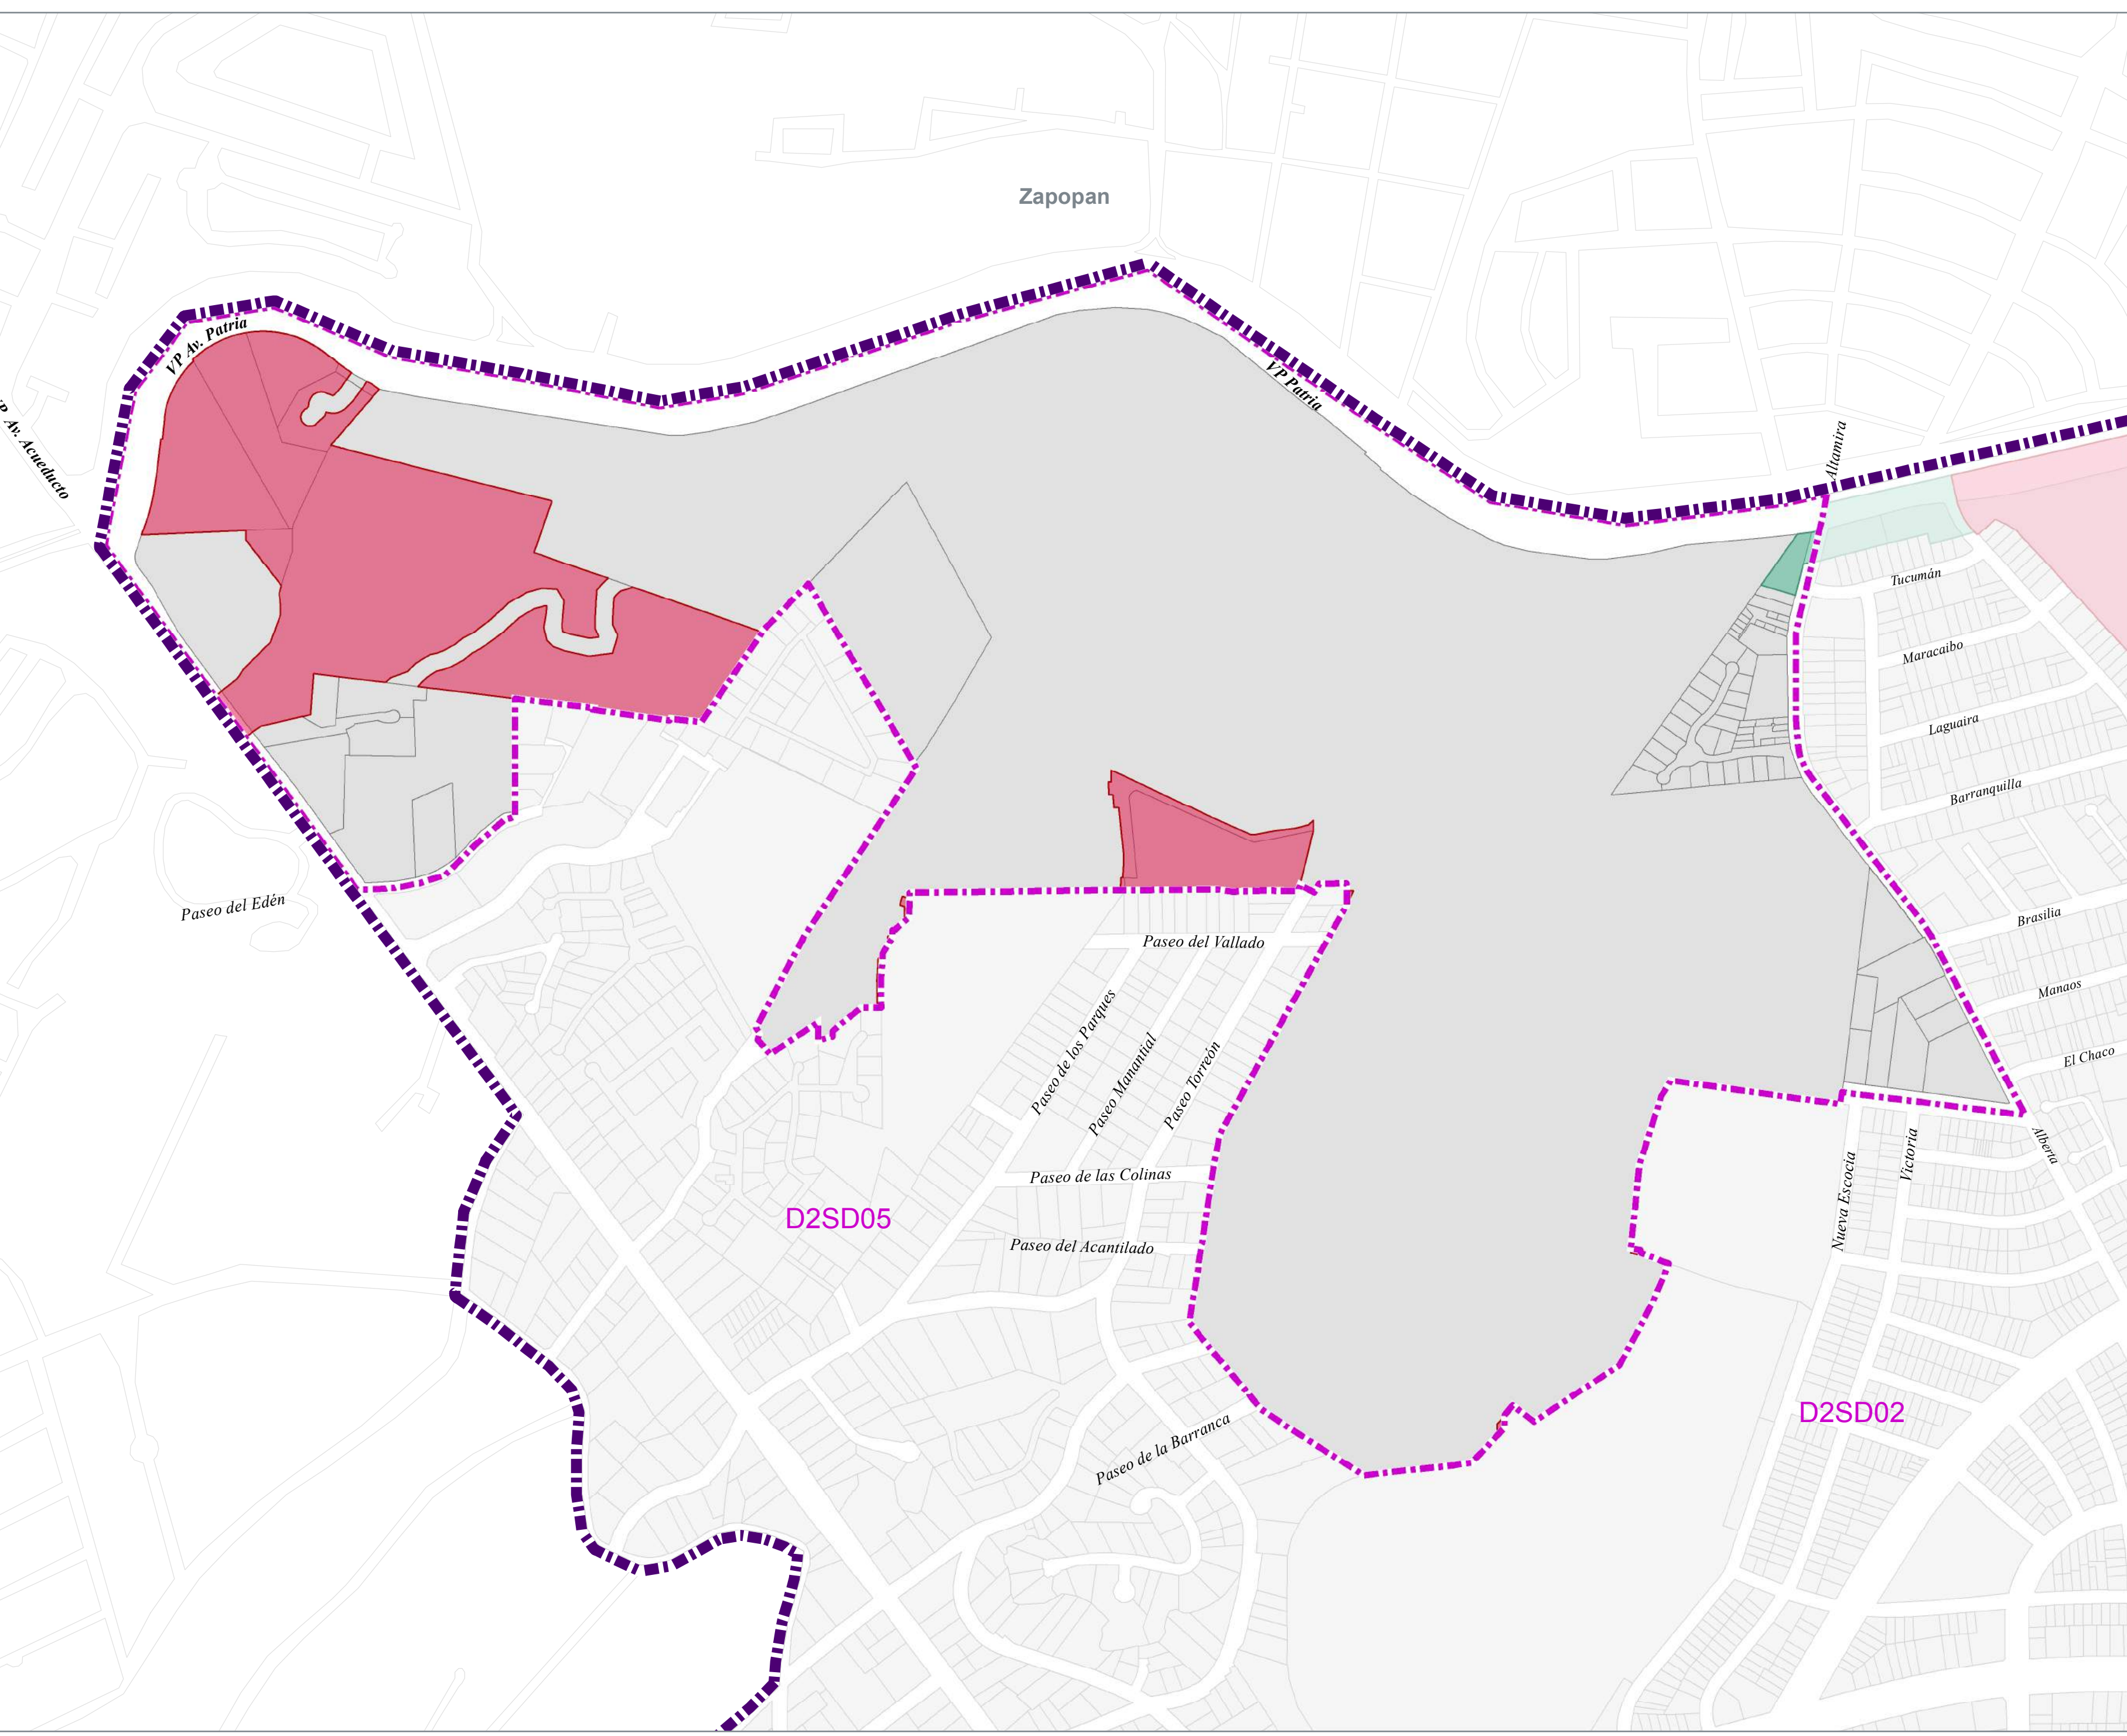 Zapopan
VP Av. Patria
VP Patria
P Av. Acueducto
Altamira
Tucumán
Maracaibo
Laguaira
Barranquilla
Paseo del Edén
Brasilia
Paseo del Vallado
Manaos
Paseo de los Parques
Paseo Manantial
Paseo Torreón
El Chaco
Alberta
Victoria
Nueva Escocia
Paseo de las Colinas
D2SD05
Paseo del Acantilado
D2SD02
Paseo de la Barranca